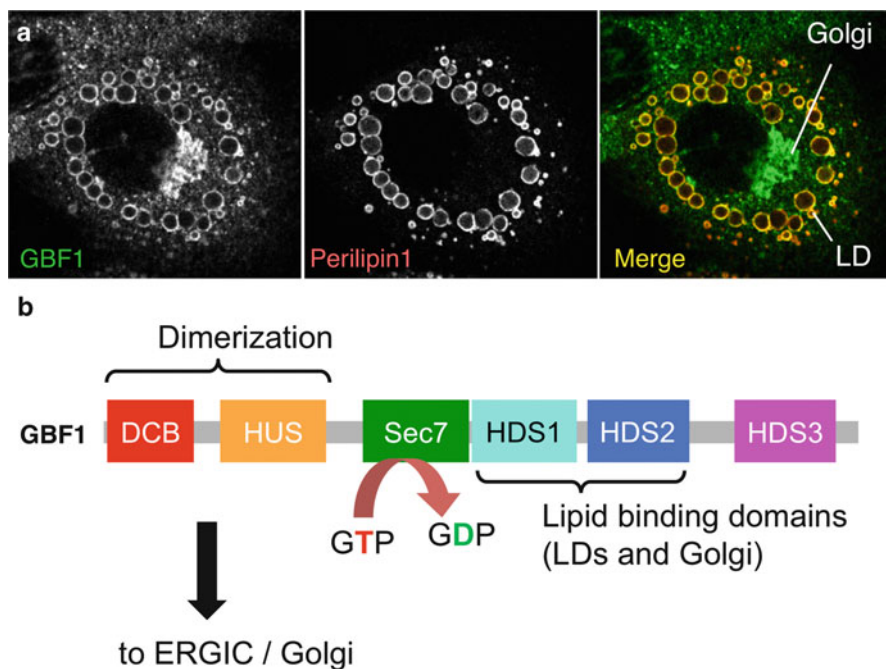 a
Golgi
GBF1
Perilipin1
Merge
LD
b
Dimerization
GBF1
DCB
HUS
Sec7
HDS1
HDS2
HDS3
GTP
GDP
Lipid binding domains
(LDs and Golgi)
to ERGIC / Golgi